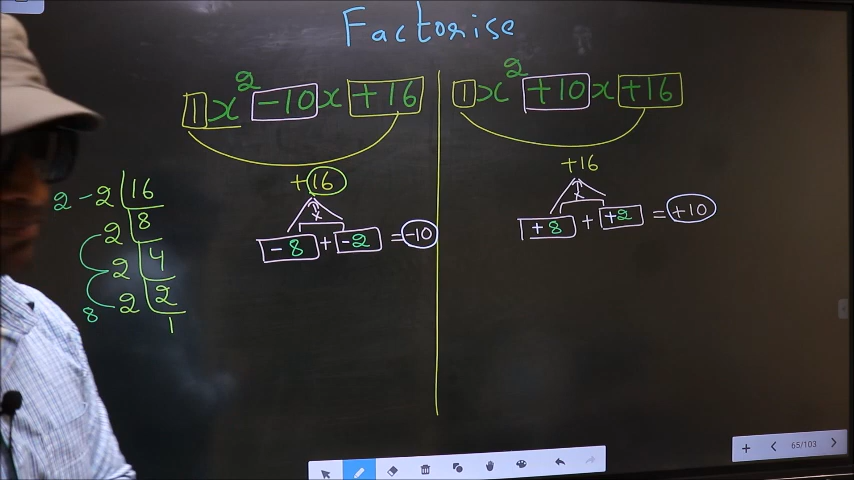 Factorise
1x² -10x +16
1x² +10x +16
+16
x
-8 + -2 = -10
+16
x
+8 + +2 = +10
2 - 2 | 16
2 | 8
2 | 4
8 2 | 2
1
65/103